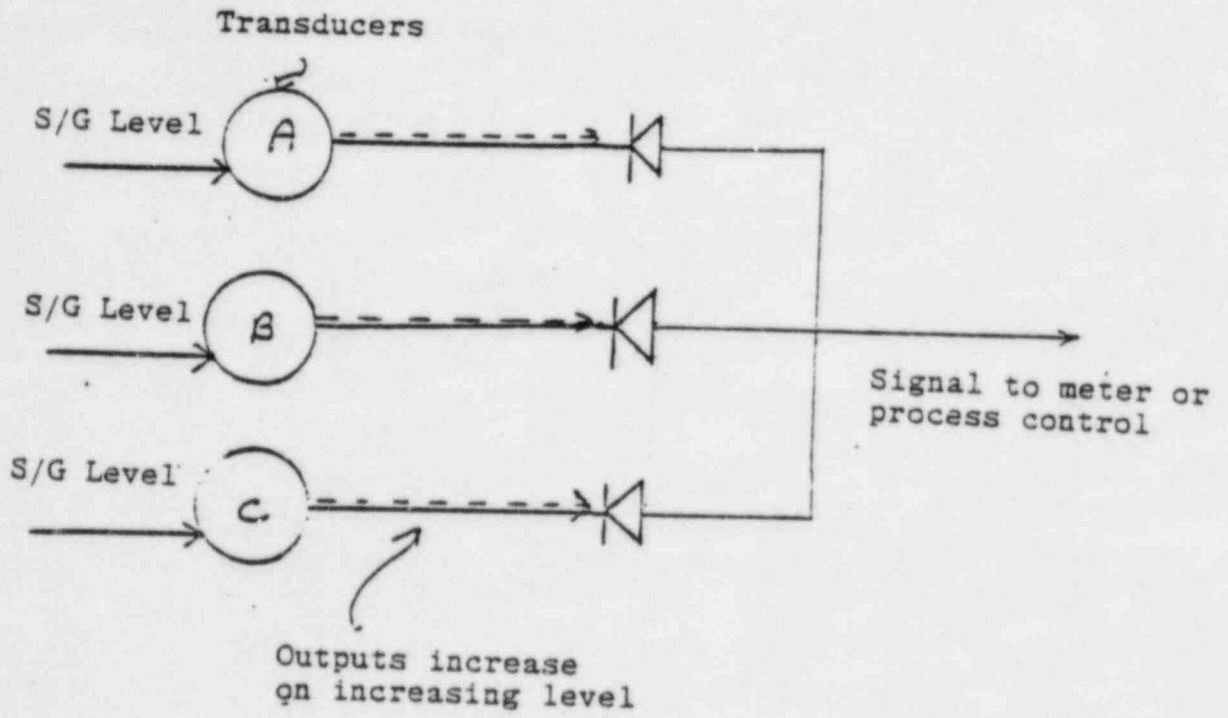 Transducers
S/G Level
A
S/G Level
B
Signal to meter or
process control
S/G Level
C.
Outputs increase
on increasing level